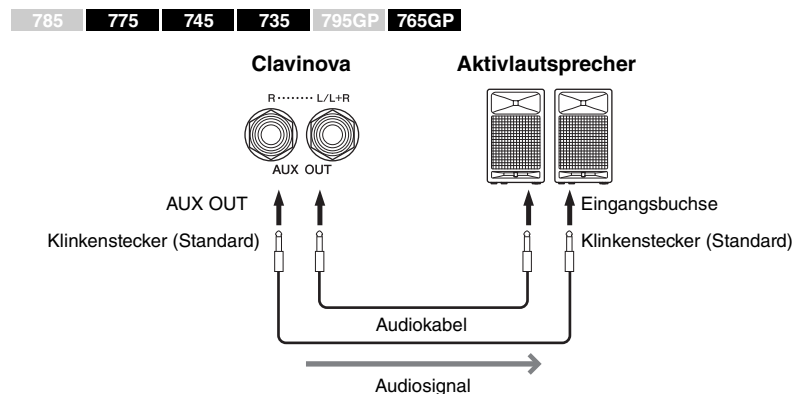 785 775 745 735 795GP 765GP
Clavinova Aktivlautsprecher
R ········ L/L+R
AUX OUT
AUX OUT Eingangsbuchse
Klinkenstecker (Standard) Klinkenstecker (Standard)
Audiokabel
Audiosignal